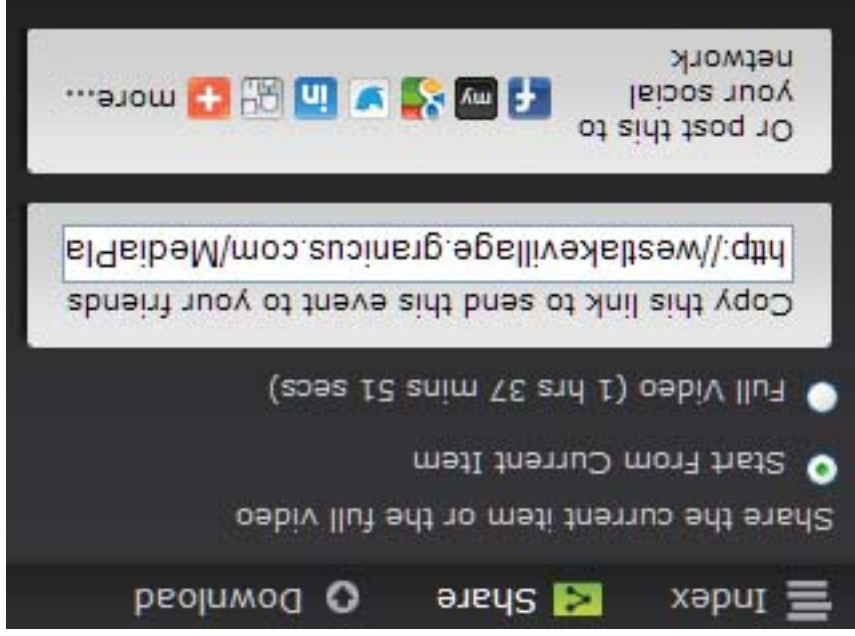 Index Share Download
Share the current item or the full video
Start From Current Item
Full Video (1 hrs 37 mins 51 secs)
Copy this link to send this event to your friends
http://westlakevillage.granicus.com/MediaPla
Or post this to
your social
network
my in more...